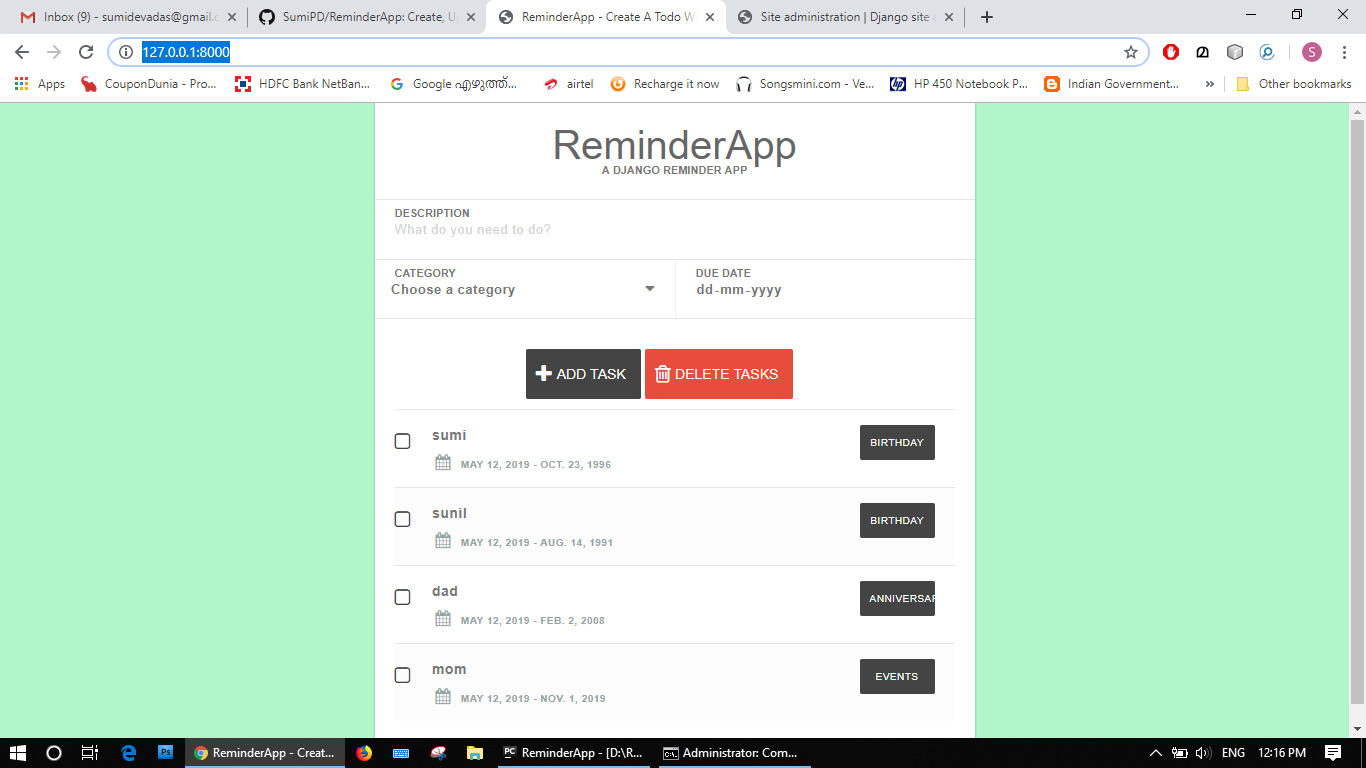 Inbox (9) - sumidevadas@gmail.c
SumiPD/ReminderApp: Create, U
ReminderApp - Create A Todo W
Site administration | Django site
127.0.0.1:8000
S
Apps
CouponDunia - Pro...
HDFC Bank NetBan...
Google എഴുത്ത്...
airtel
Recharge it now
Songsmini.com - Ve...
HP 450 Notebook P...
Indian Government...
»
Other bookmarks
ReminderApp
A DJANGO REMINDER APP
DESCRIPTION
What do you need to do?
CATEGORY
Choose a category
DUE DATE
dd-mm-yyyy
ADD TASK
DELETE TASKS
sumi
MAY 12, 2019 - OCT. 23, 1996
BIRTHDAY
sunil
MAY 12, 2019 - AUG. 14, 1991
BIRTHDAY
dad
MAY 12, 2019 - FEB. 2, 2008
ANNIVERSAR
mom
MAY 12, 2019 - NOV. 1, 2019
EVENTS
ReminderApp - Creat...
ReminderApp - [D:\R...
Administrator: Com...
ENG
12:16 PM